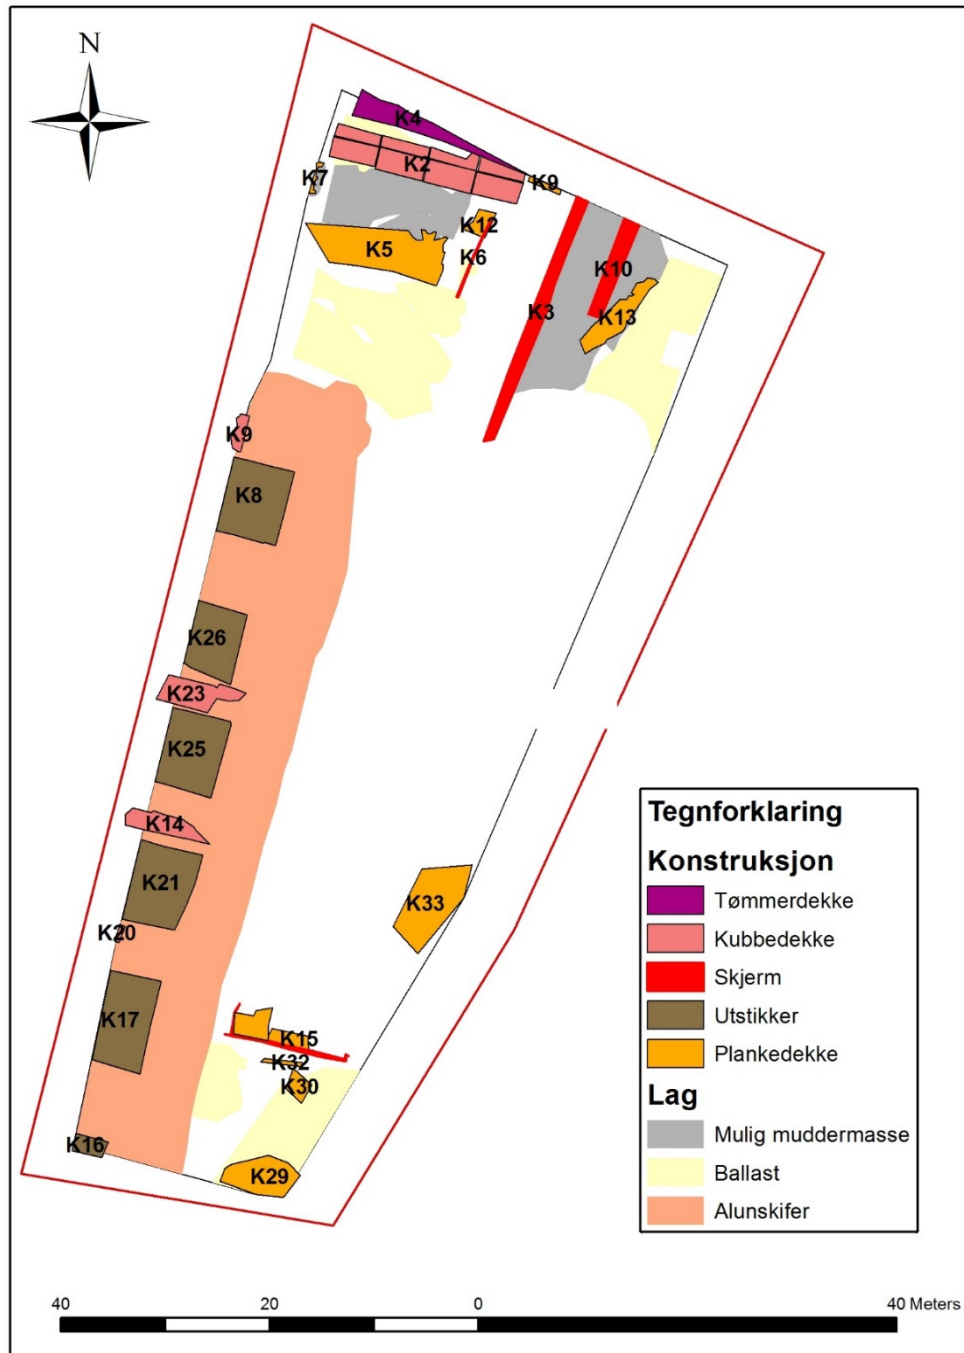 N
K4
K2
K7
K9
K12
K5
K6
K10
K3
K13
K9
K8
K26
K23
K25
K14
K21
K33
K20
K17
K15
K32
K30
K16
K29
Tegnforklaring
Konstruksjon
Tømmerdekke
Kubbedekke
Skjerm
Utstikker
Plankedekke
Lag
Mulig muddermasse
Ballast
Alunskifer
40 20 0 40 Meters